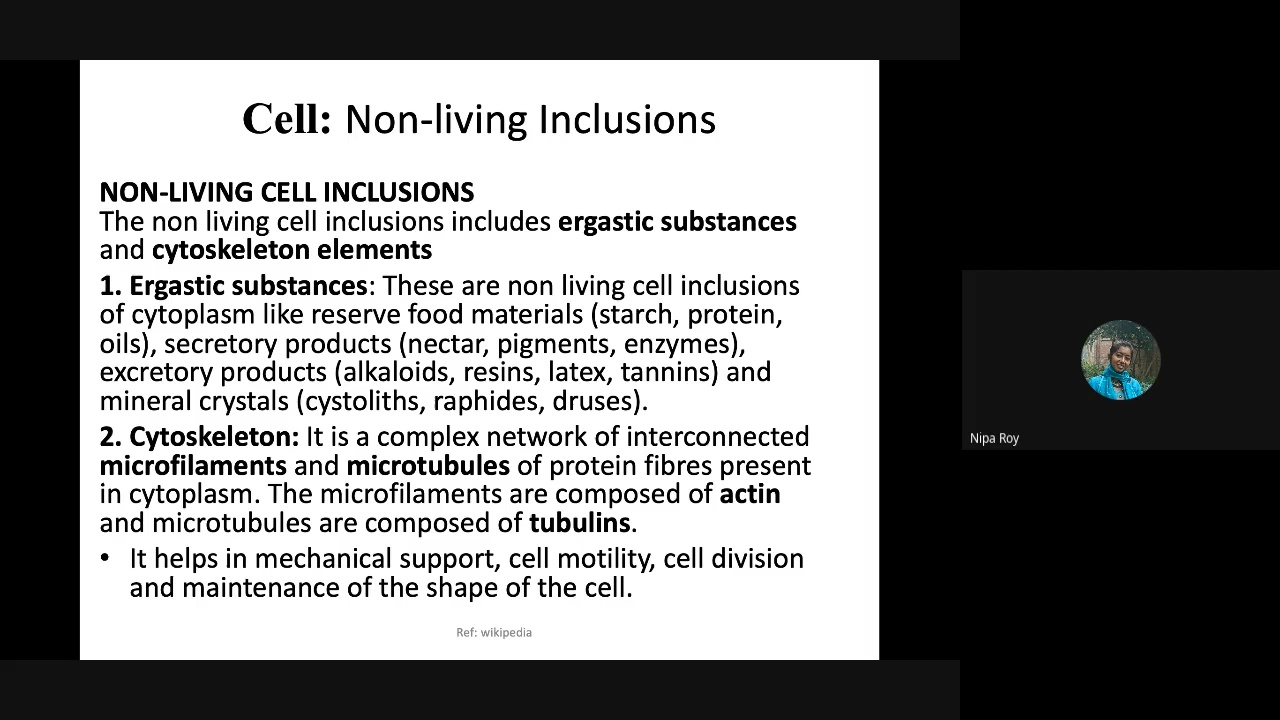 Cell: Non-living Inclusions
NON-LIVING CELL INCLUSIONS
The non living cell inclusions includes ergastic substances
and cytoskeleton elements
1. Ergastic substances: These are non living cell inclusions
of cytoplasm like reserve food materials (starch, protein,
oils), secretory products (nectar, pigments, enzymes),
excretory products (alkaloids, resins, latex, tannins) and
mineral crystals (cystoliths, raphides, druses).
2. Cytoskeleton: It is a complex network of interconnected
microfilaments and microtubules of protein fibres present
in cytoplasm. The microfilaments are composed of actin
and microtubules are composed of tubulins.
• It helps in mechanical support, cell motility, cell division
and maintenance of the shape of the cell.
Ref: wikipedia
Nipa Roy